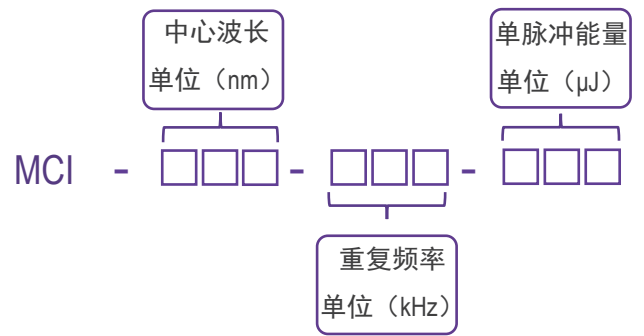 中心波长
单位（nm）
单脉冲能量
单位（μJ）
MCI - □□□ - □□□ - □□□
重复频率
单位（kHz）